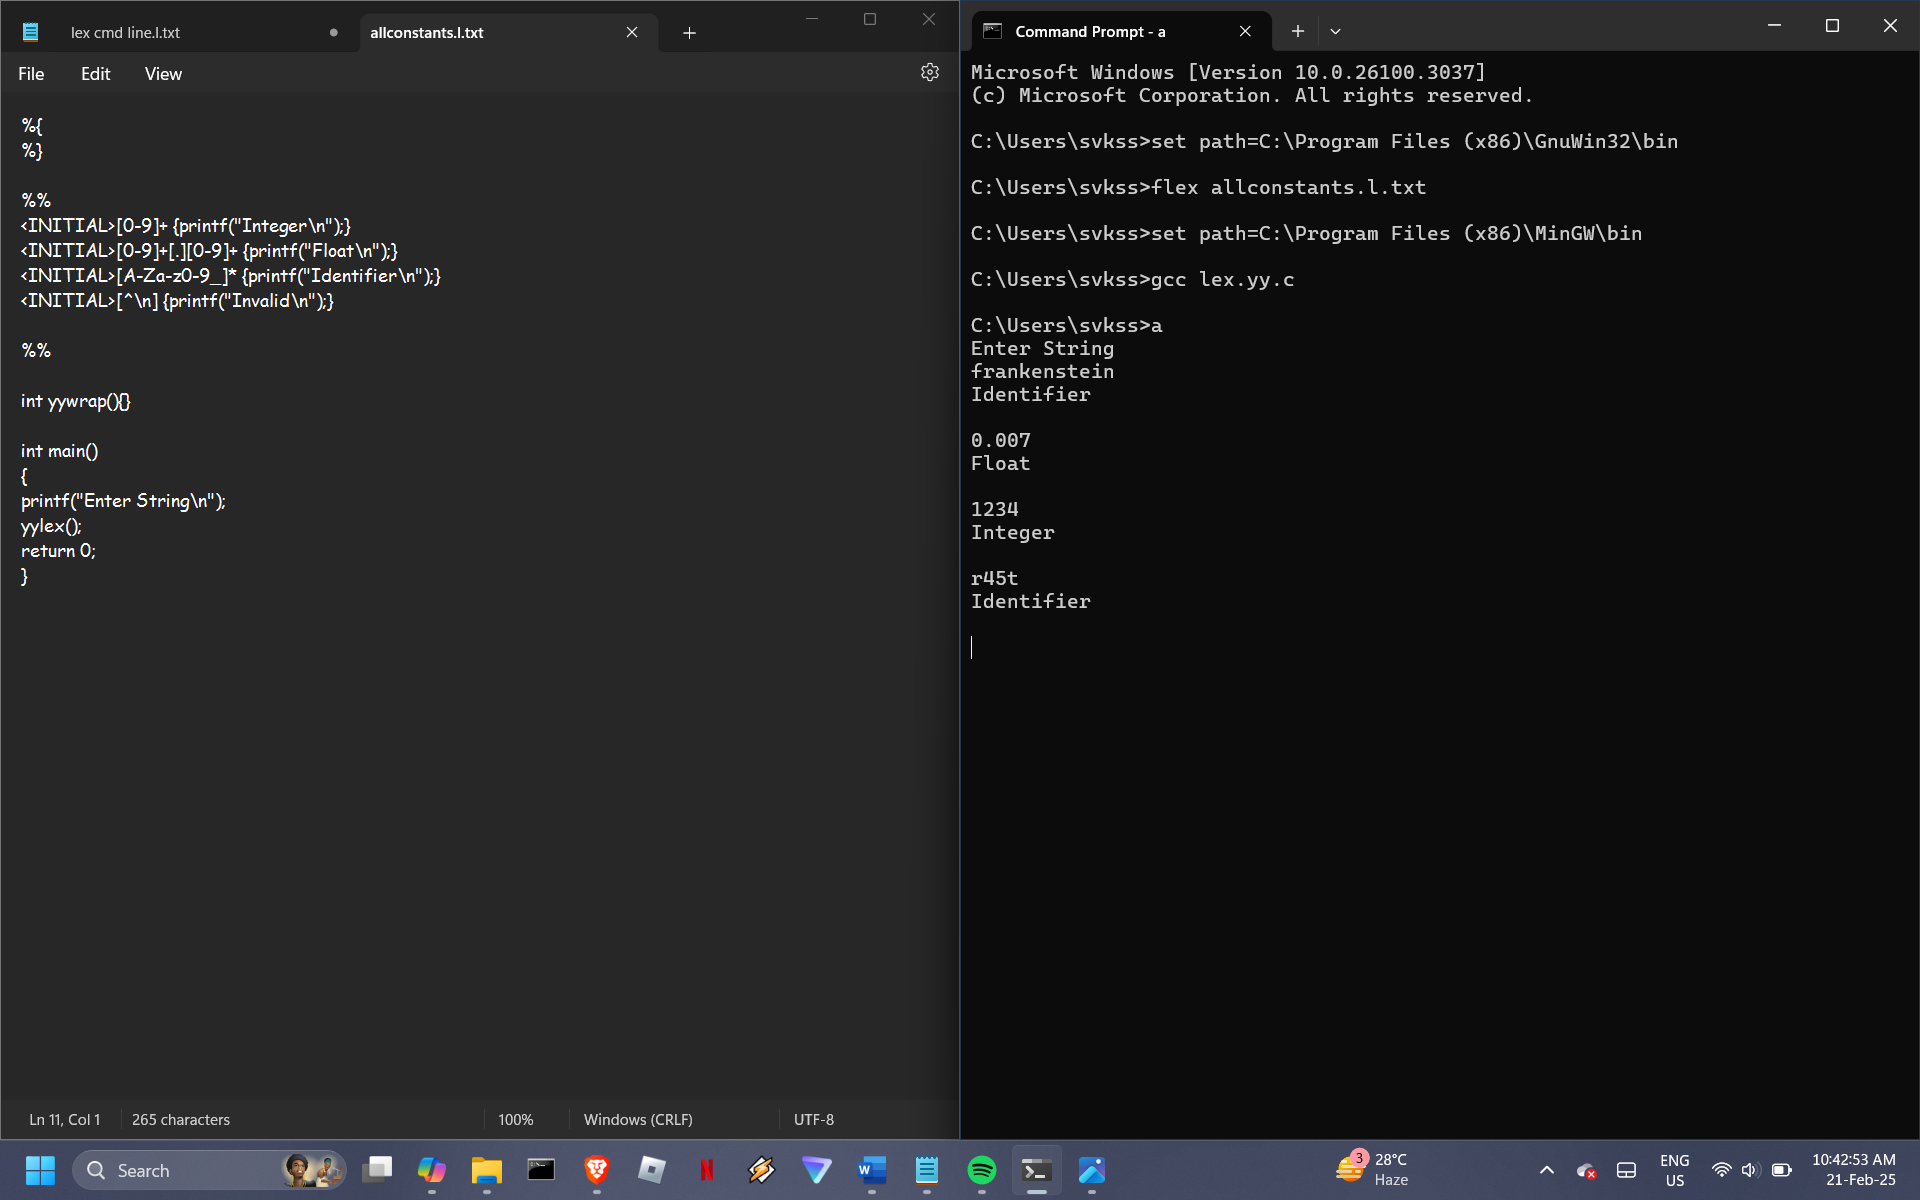 lex cmd line.l.txt
allconstants.l.txt
File Edit View
%{
%}
%%
<INITIAL>[0-9]+ {printf("Integer\n");}
<INITIAL>[0-9]+[.][0-9]+ {printf("Float\n");}
<INITIAL>[A-Za-z0-9_]* {printf("Identifier\n");}
<INITIAL>[^\n] {printf("Invalid\n");}
%%
int yywrap(){}
int main()
{
printf("Enter String\n");
yylex();
return 0;
}
Ln 11, Col 1 265 characters 100% Windows (CRLF) UTF-8
Command Prompt - a
Microsoft Windows [Version 10.0.26100.3037]
(c) Microsoft Corporation. All rights reserved.
C:\Users\svkss>set path=C:\Program Files (x86)\GnuWin32\bin
C:\Users\svkss>flex allconstants.l.txt
C:\Users\svkss>set path=C:\Program Files (x86)\MinGW\bin
C:\Users\svkss>gcc lex.yy.c
C:\Users\svkss>a
Enter String
frankenstein
Identifier
0.007
Float
1234
Integer
r45t
Identifier
Search
3
28°C
Haze
ENG
US
10:42:53 AM
21-Feb-25